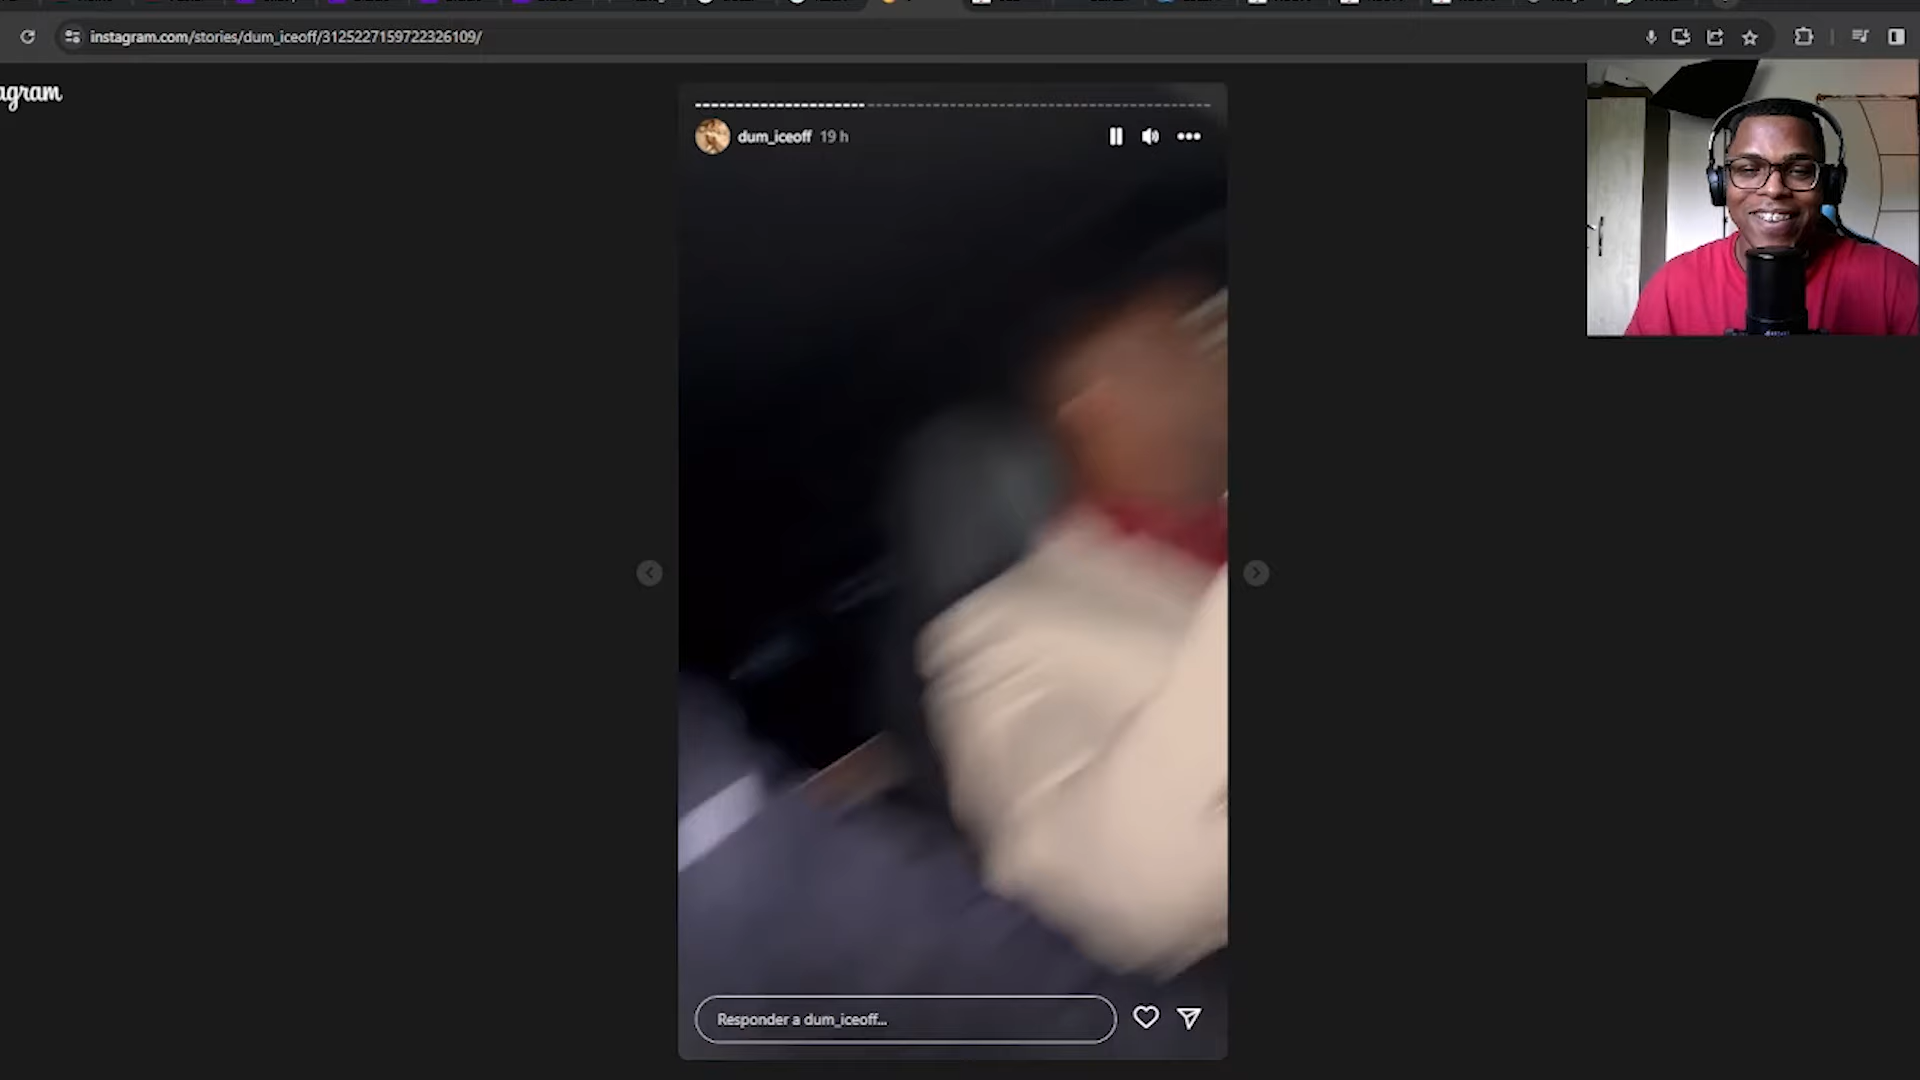 instagram.com/stories/dum_iceoff/3125227159722326109/
agram
dum_iceoff 19 h
Responder a dum_iceoff...